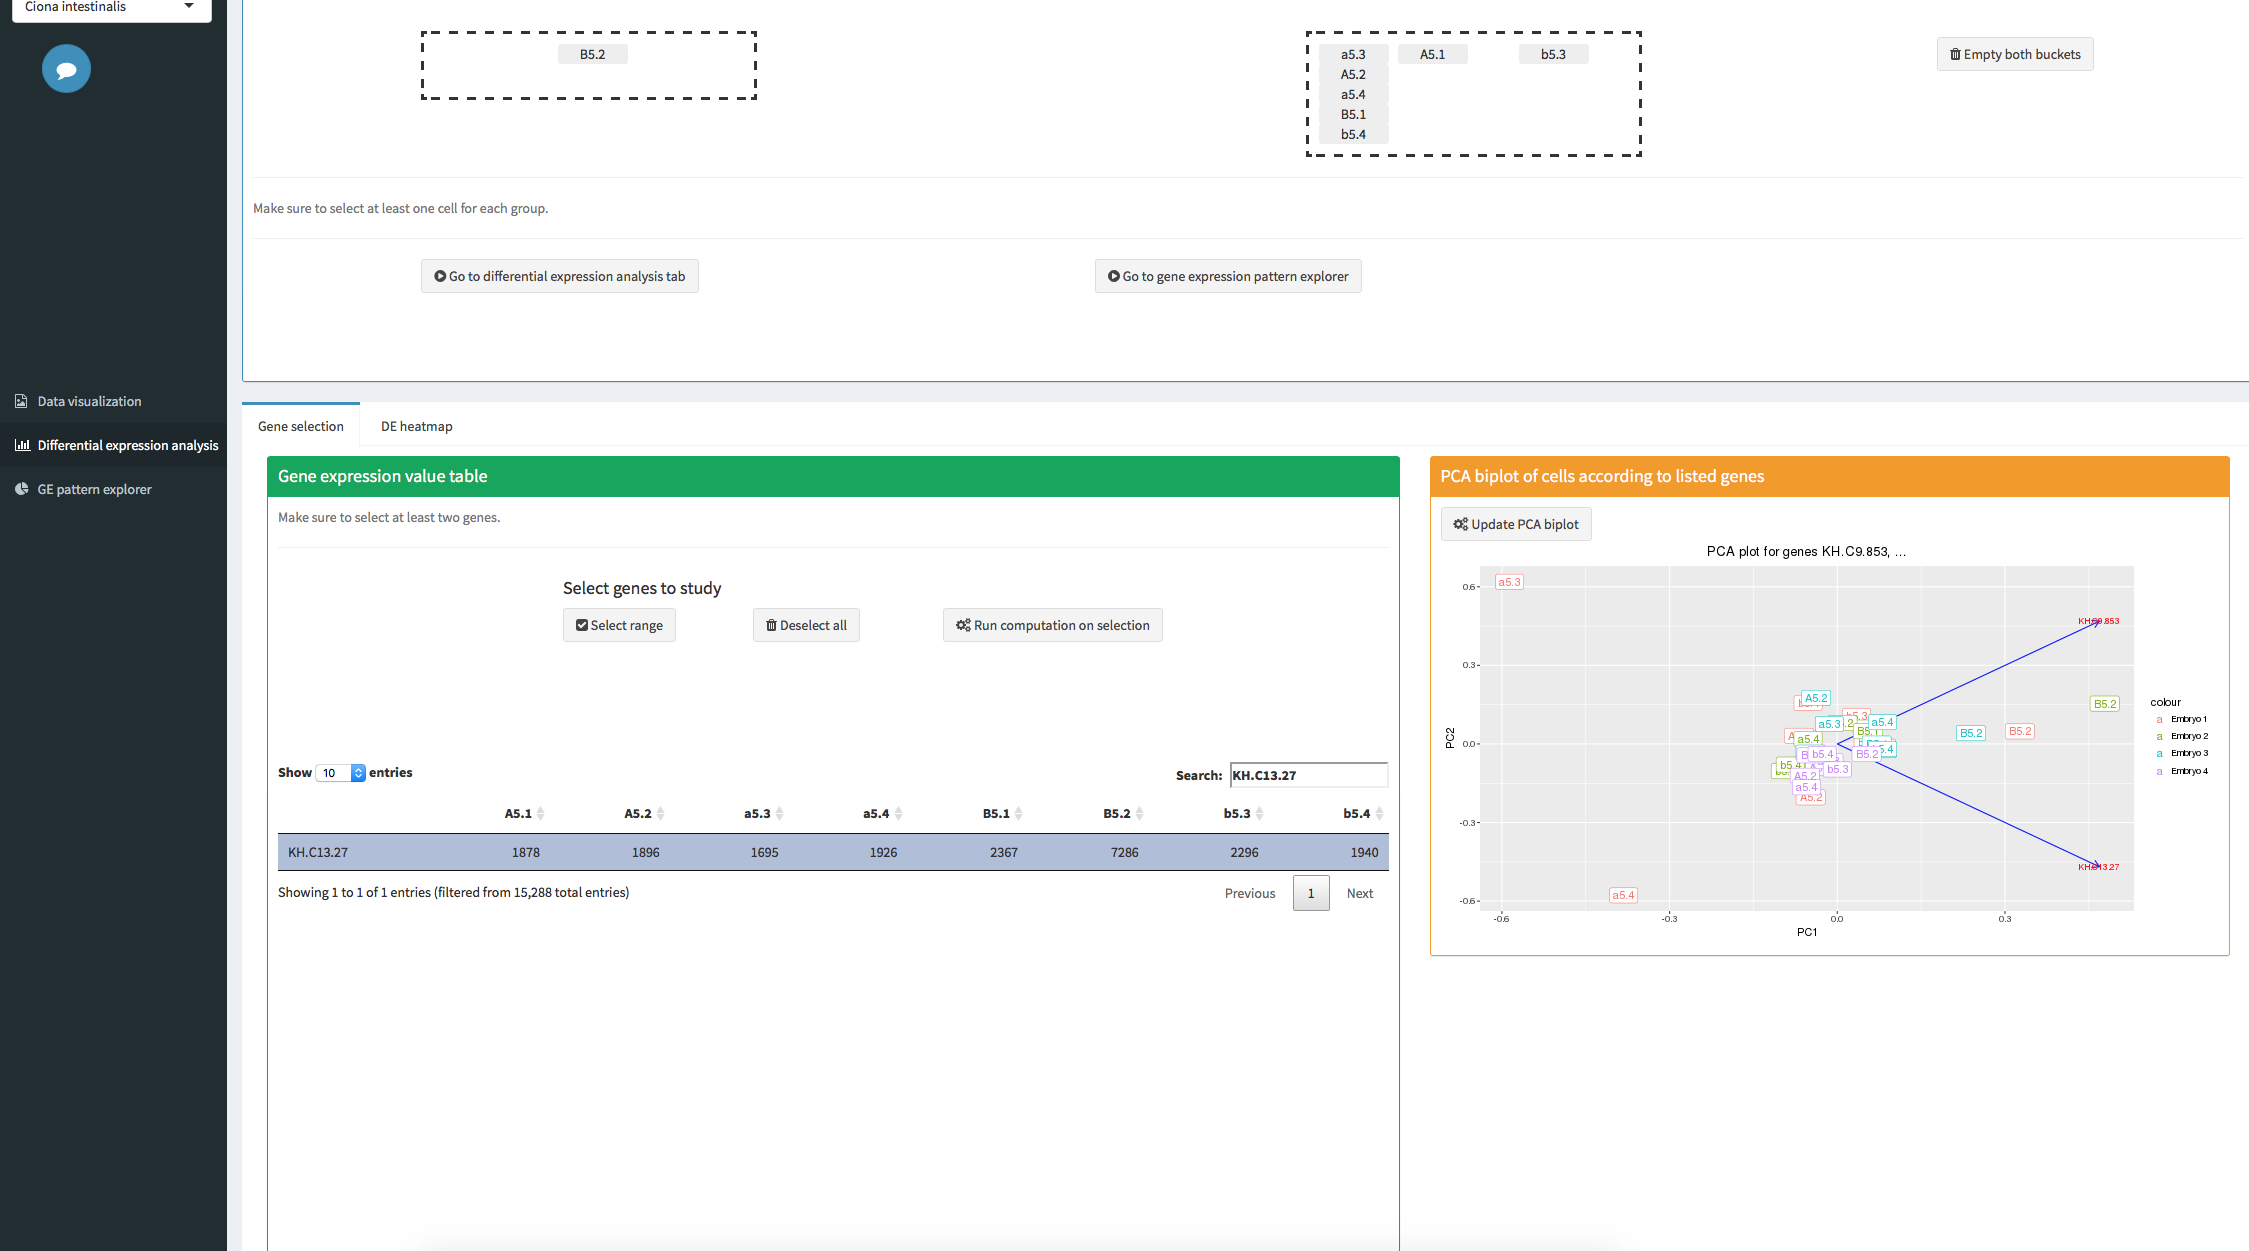 Ciona intestinalis
B5.2
a5.3 A5.1 b5.3
A5.2
a5.4
B5.1
b5.4
Empty both buckets
Make sure to select at least one cell for each group.
Go to differential expression analysis tab
Go to gene expression pattern explorer
Data visualization
Differential expression analysis
GE pattern explorer
Gene selection
DE heatmap
Gene expression value table
Make sure to select at least two genes.
Select genes to study
Select range
Deselect all
Run computation on selection
Show 10 entries
Search: KH.C13.27
A5.1 A5.2 a5.3 a5.4 B5.1 B5.2 b5.3 b5.4
KH.C13.27 1878 1896 1695 1926 2367 7286 2296 1940
Showing 1 to 1 of 1 entries (filtered from 15,288 total entries)
Previous 1 Next
PCA biplot of cells according to listed genes
Update PCA biplot
PCA plot for genes KH.C9.853, ...
0.6
0.3
0.0
-0.3
-0.6
PC2
a5.3
KH.C9.853
A5.2
B5.2
b5.3
a5.3
a5.4
B5.1
B5.2
B5.2
a5.4
b5.4
B5.2
b5.4
b5.3
A5.2
a5.4
A5.2
KH.C13.27
a5.4
-0.6 -0.3 0.0 0.3
PC1
colour
a Embryo 1
a Embryo 2
a Embryo 3
a Embryo 4